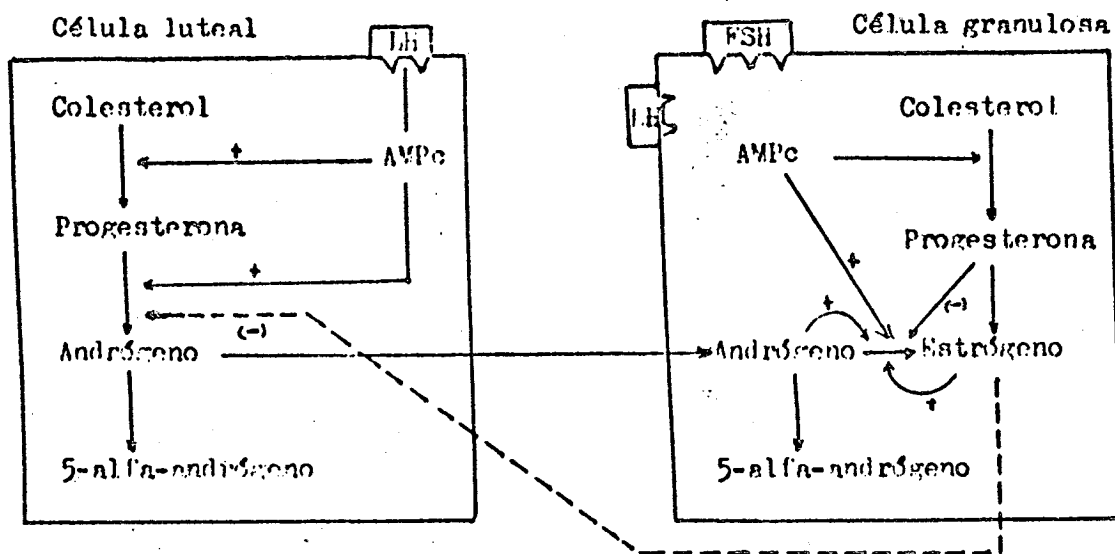 Célula luteal
LH
Colesterol
+
AMPc
Progesterona
+
(-)
Andrógeno
5-alfa-andrógeno
FSH
Célula granulosa
LH
Colesterol
AMPc
Progesterona
+
(-)
+
Andrógeno
Estrógeno
+
5-alfa-andrógeno